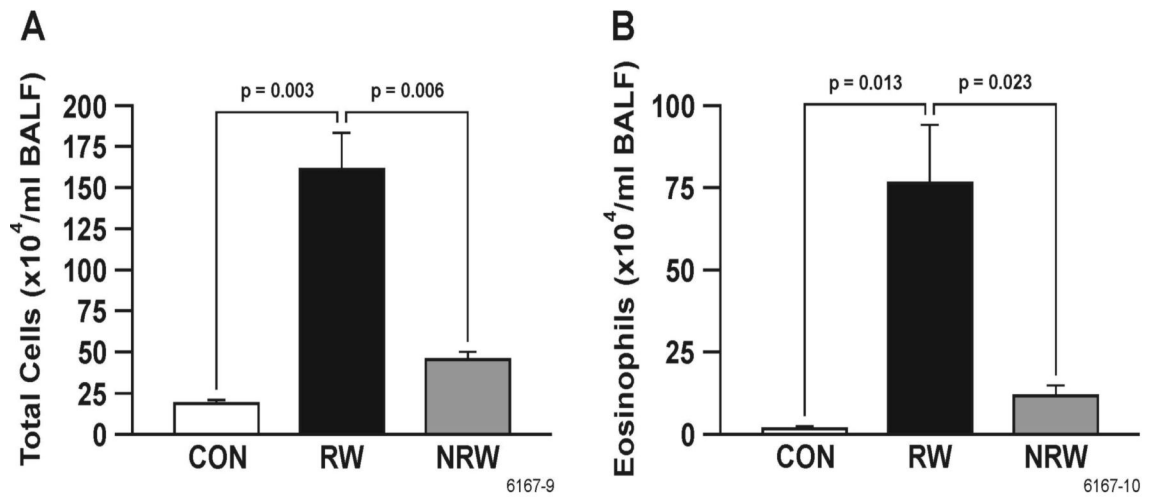 A
Total Cells (x10⁴/ml BALF)
p = 0.003 p = 0.006
200
175
150
125
100
75
50
25
0
CON RW NRW
6167-9
B
Eosinophils (x10⁴/ml BALF)
p = 0.013 p = 0.023
100
75
50
25
0
CON RW NRW
6167-10